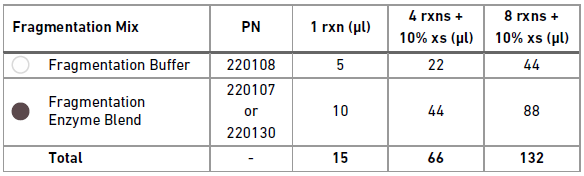 Fragmentation Mix PN 1 rxn (µl) 4 rxns + 10% xs (µl) 8 rxns + 10% xs (µl)
Fragmentation Buffer 220108 5 22 44
Fragmentation Enzyme Blend 220107 or 220130 10 44 88
Total - 15 66 132